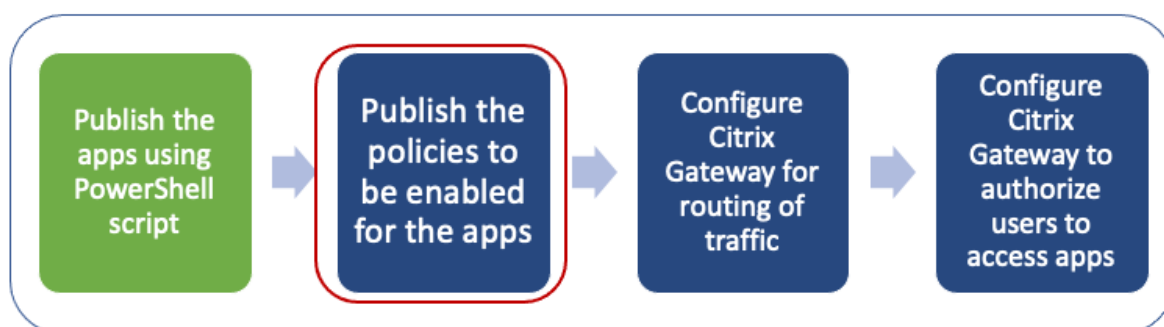 Publish the
apps using
PowerShell
script
Publish the
policies to
be enabled
for the apps
Configure
Citrix
Gateway for
routing of
traffic
Configure
Citrix
Gateway to
authorize
users to
access apps